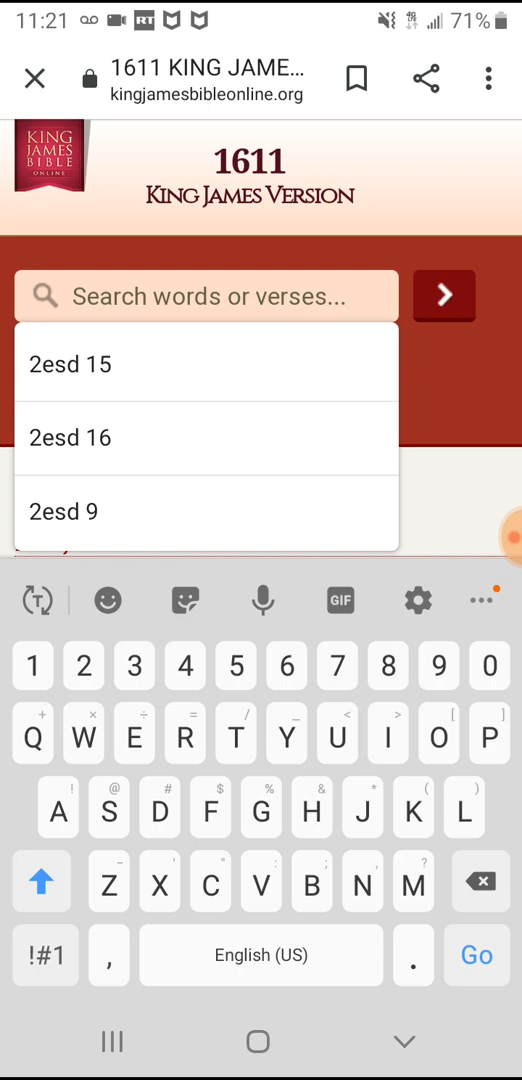 11:21 RT 71%
1611 KING JAME...
kingjamesbibleonline.org
KING
JAMES
BIBLE
ONLINE
1611
KING JAMES VERSION
Search words or verses...
2esd 15
2esd 16
2esd 9
T GIF
1 2 3 4 5 6 7 8 9 0
+ × ÷ = / _ < > [ ]
Q W E R T Y U I O P
! @ # $ % & * ( )
A S D F G H J K L
- ' " : ; , ?
Z X C V B N M
!#1 , English (US) . Go